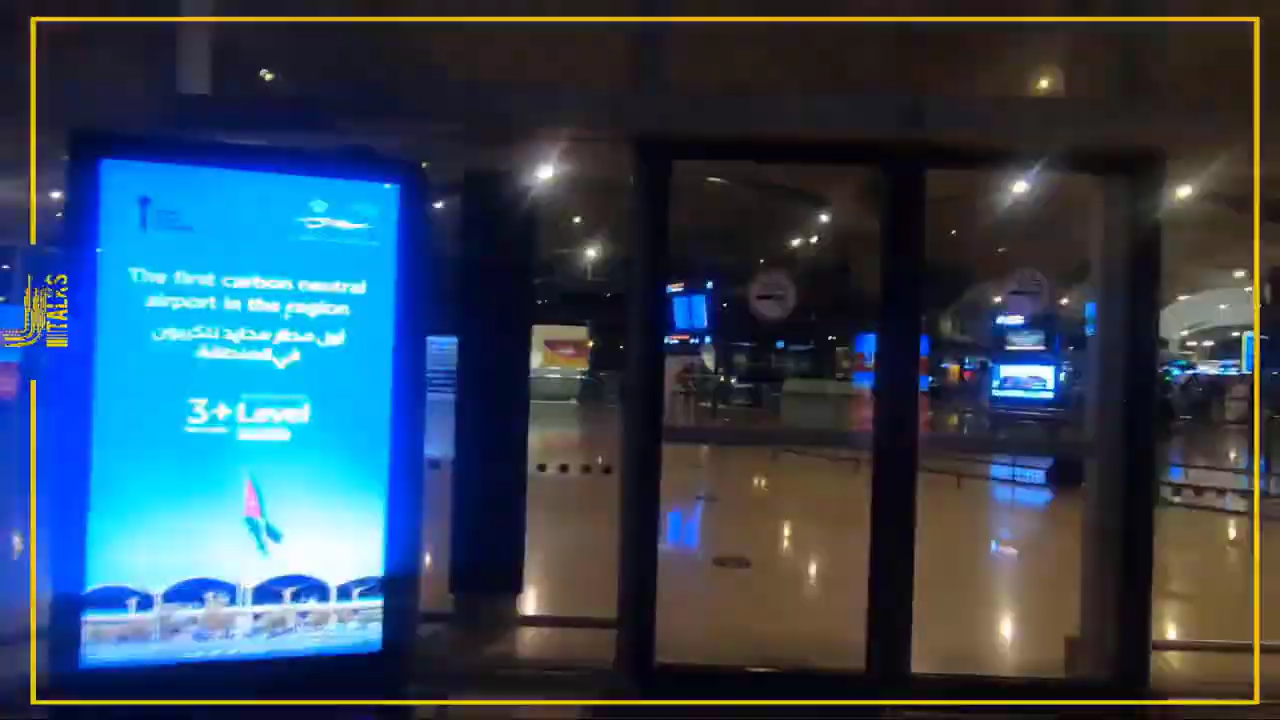 The first carbon neutral
airport in the region
أول مطار محايد للكربون
في المنطقة
3+ Level
TALKS